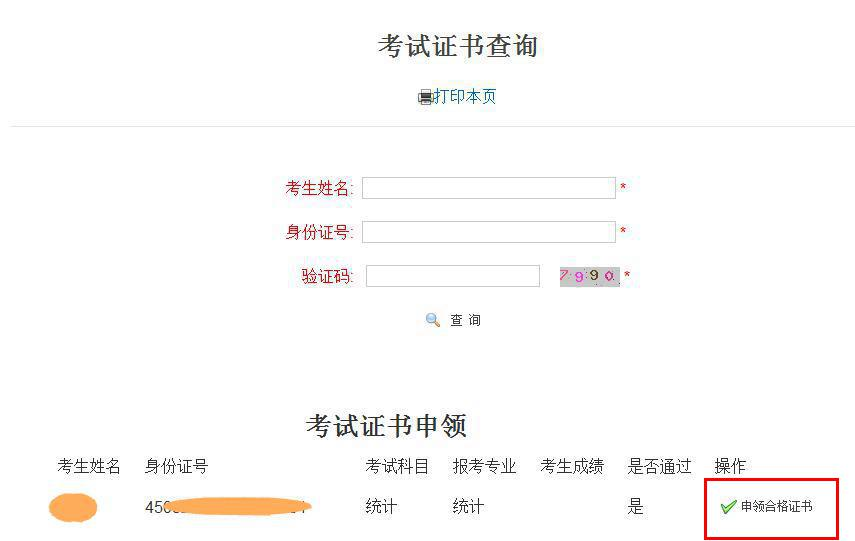 考试证书查询
打印本页
考生姓名: *
身份证号: *
验证码: 7990 *
查 询
考试证书申领
考生姓名 身份证号 考试科目 报考专业 考生成绩 是否通过 操作
统计 统计 是 申领合格证书